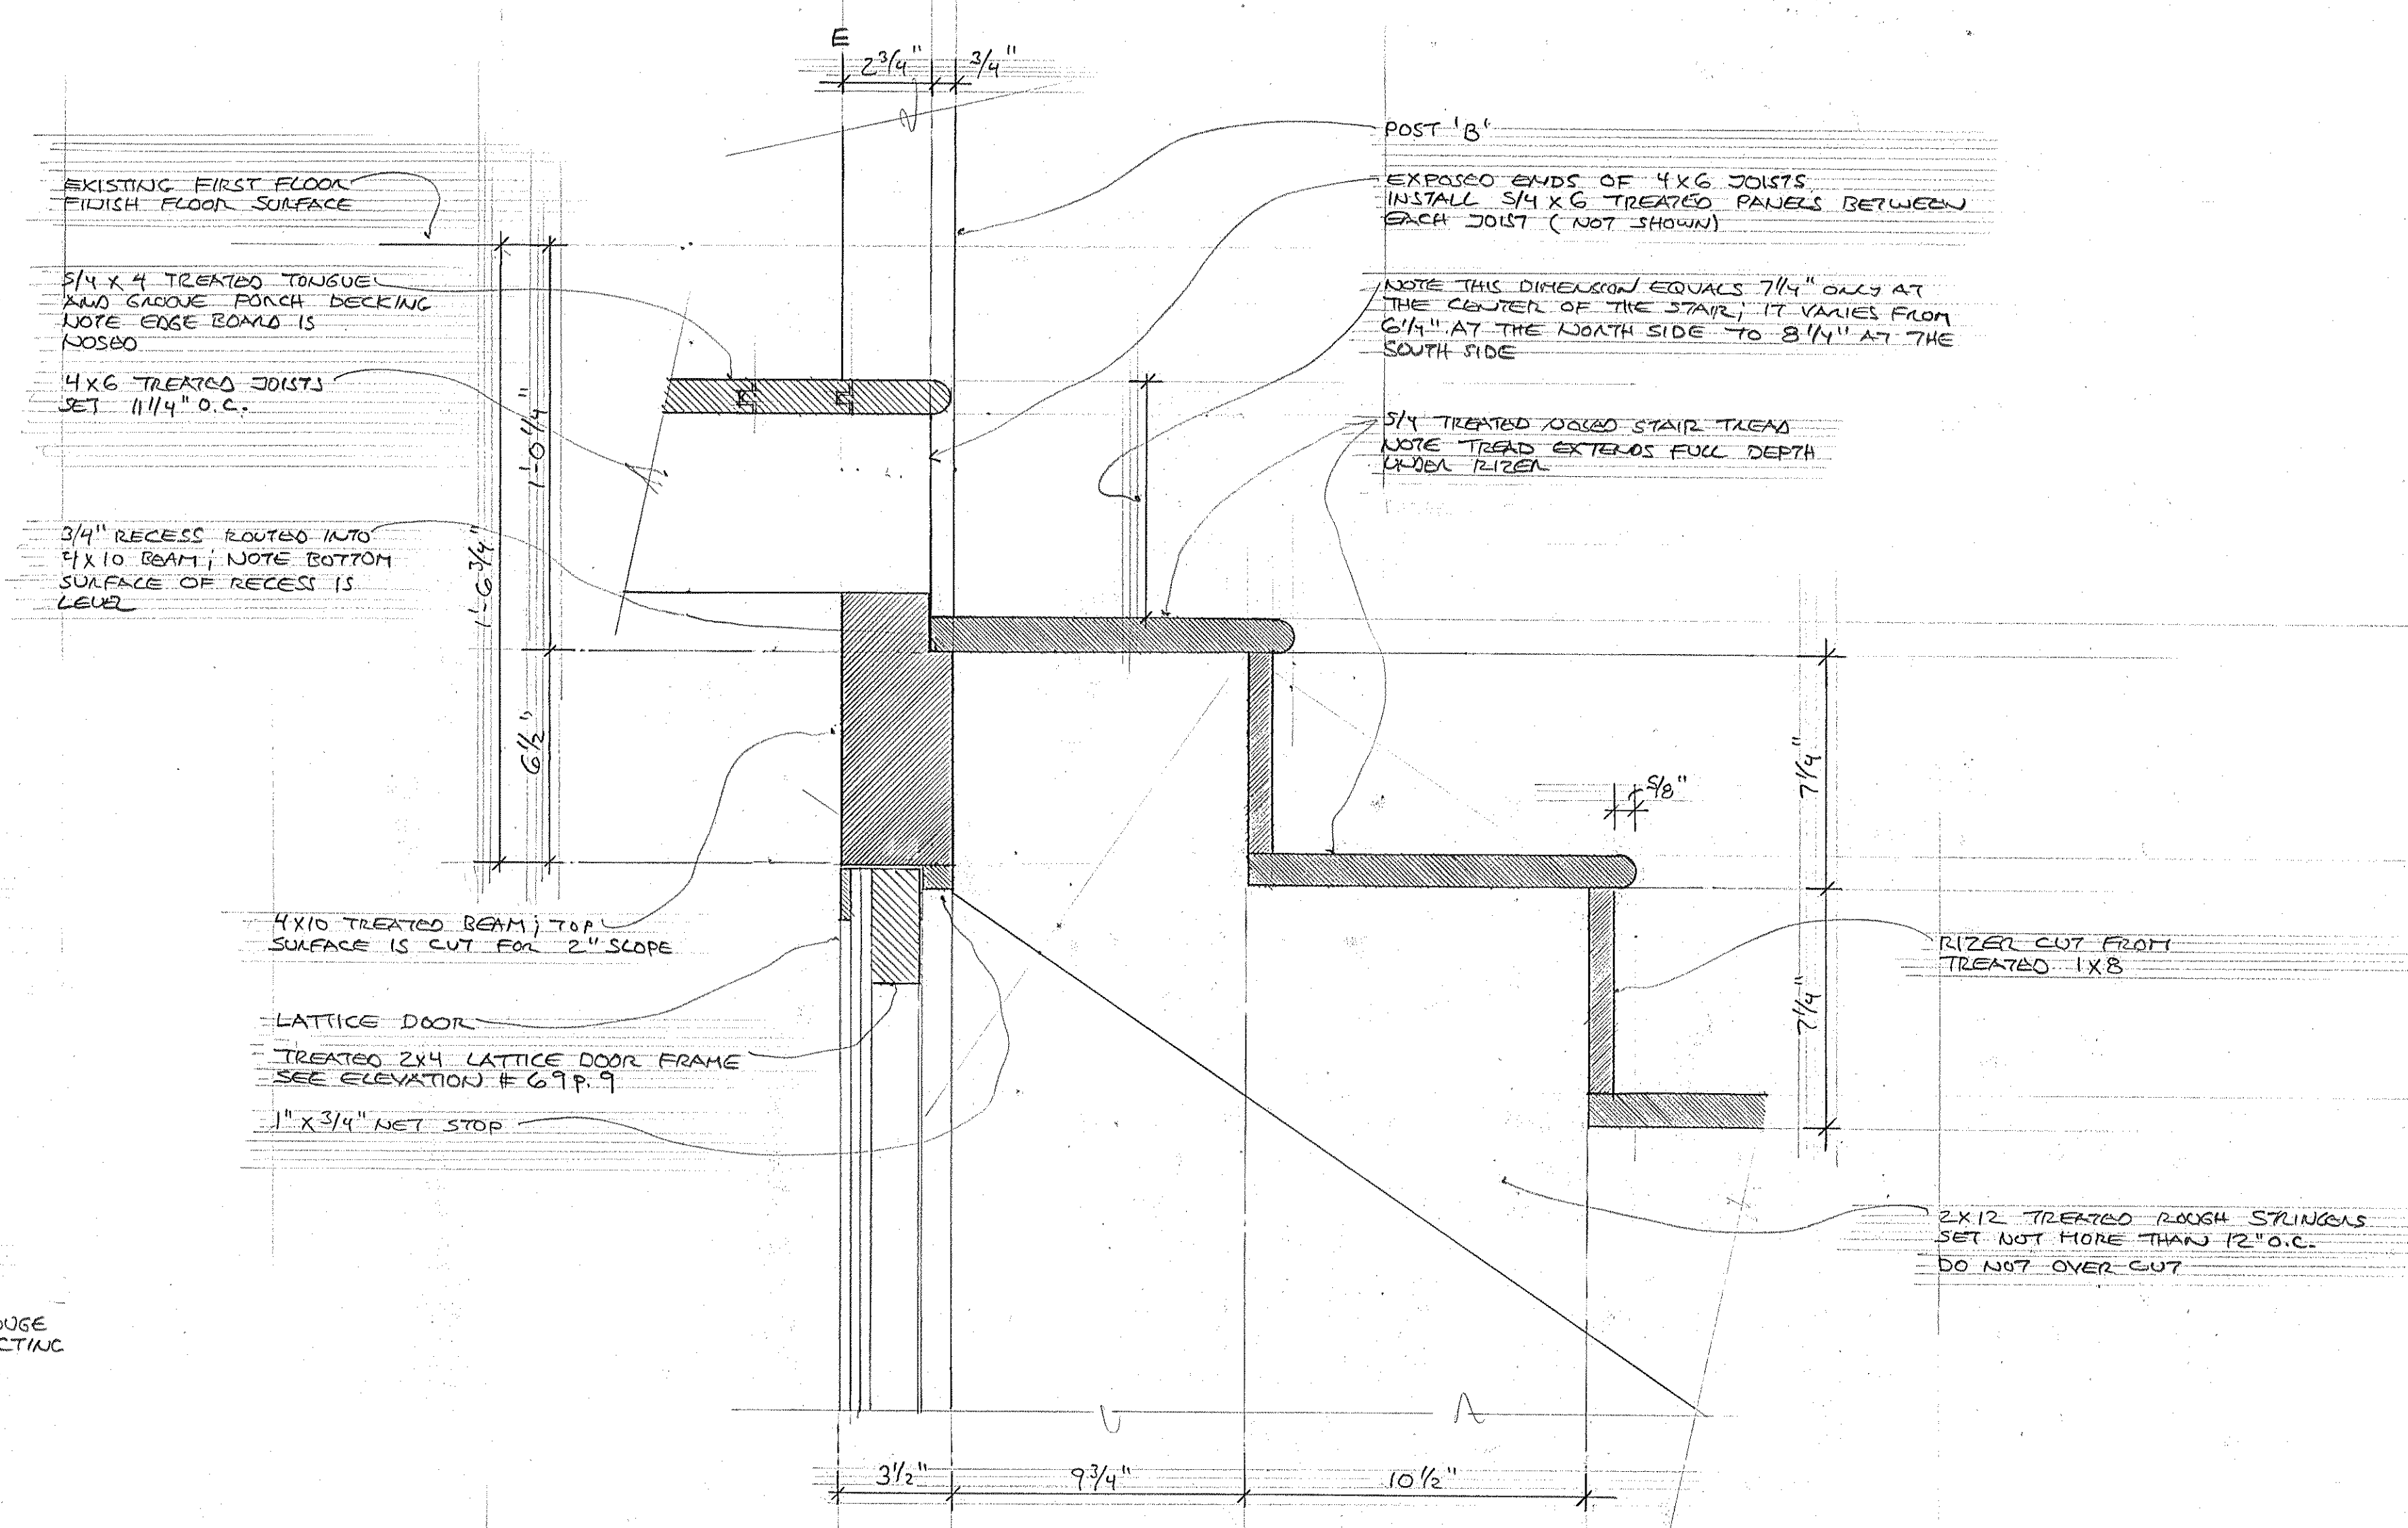 E
2 3/4" 3/4"
POST 'B'
EXPOSED ENDS OF 4X6 JOISTS
INSTALL 5/4 X 6 TREATED PANELS BETWEEN
EACH JOIST (NOT SHOWN)
NOTE THIS DIMENSION EQUALS 7 1/4" ONLY AT
THE CENTER OF THE STAIR; IT VARIES FROM
6 1/4" AT THE NORTH SIDE TO 8 1/4" AT THE
SOUTH SIDE
5/4 TREATED NOSED STAIR TREAD
NOTE TREAD EXTENDS FULL DEPTH
UNDER RIZER
EXISTING FIRST FLOOR
FINISH FLOOR SURFACE
5/4 X 4 TREATED TONGUE
AND GROOVE PORCH DECKING
NOTE EDGE BOARD IS
NOSED
4X6 TREATED JOISTS
SET 11 1/4" O.C.
3/4" RECESS ROUTED INTO
4X10 BEAM; NOTE BOTTOM
SURFACE OF RECESS IS
LEVEL
1'-0 1/4"
1'-6 3/4"
6 1/2"
7 1/4"
5/8"
7 1/4"
4X10 TREATED BEAM; TOP
SURFACE IS CUT FOR 2" SLOPE
LATTICE DOOR
TREATED 2X4 LATTICE DOOR FRAME
SEE ELEVATION # 69 p. 9
1" X 3/4" NET STOP
RIZER CUT FROM
TREATED 1X8
2X12 TREATED ROUGH STRINGERS
SET NOT MORE THAN 12" O.C.
DO NOT OVER CUT
OUGE
CTING
3 1/2" 9 3/4" 10 1/2"